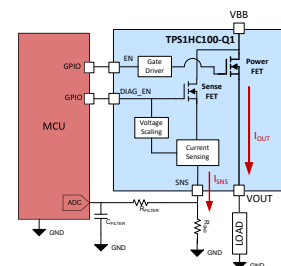 VBB
TPS1HC100-Q1
GPIO
EN
Gate
Driver
Power
FET
GPIO
DIAG_EN
Sense
FET
MCU
Voltage
Scaling
IOUT
Current
Sensing
ISNS
SNS
VOUT
ADC
RFILTER
CFILTER
RSNS
LOAD
GND
GND
GND
GND